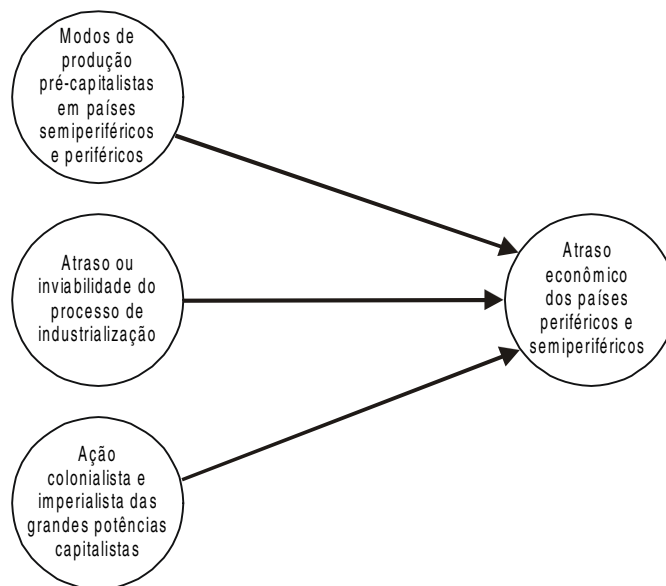 Modos de
produção
pré-capitalistas
em países
semiperiféricos
e periféricos
Atraso ou
inviabilidade do
processo de
industrialização
Ação
colonialista e
imperialista das
grandes potências
capitalistas
Atraso
econômico
dos países
periféricos e
semiperiféricos